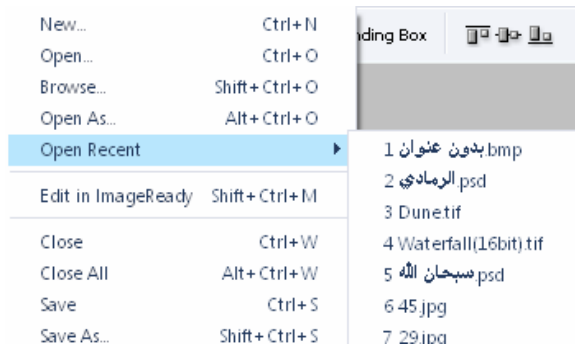 New... Ctrl+N
nding Box
Open... Ctrl+O
Browse... Shift+Ctrl+O
Open As... Alt+Ctrl+O
Open Recent
1 بدون عنوان.bmp
Edit in ImageReady Shift+Ctrl+M
2 الرمادي.psd
3 Dune.tif
Close Ctrl+W
4 Waterfall(16bit).tif
Close All Alt+Ctrl+W
5 سبحان الله.psd
Save Ctrl+S
6 45.jpg
Save As... Shift+Ctrl+S
7 29.jpg